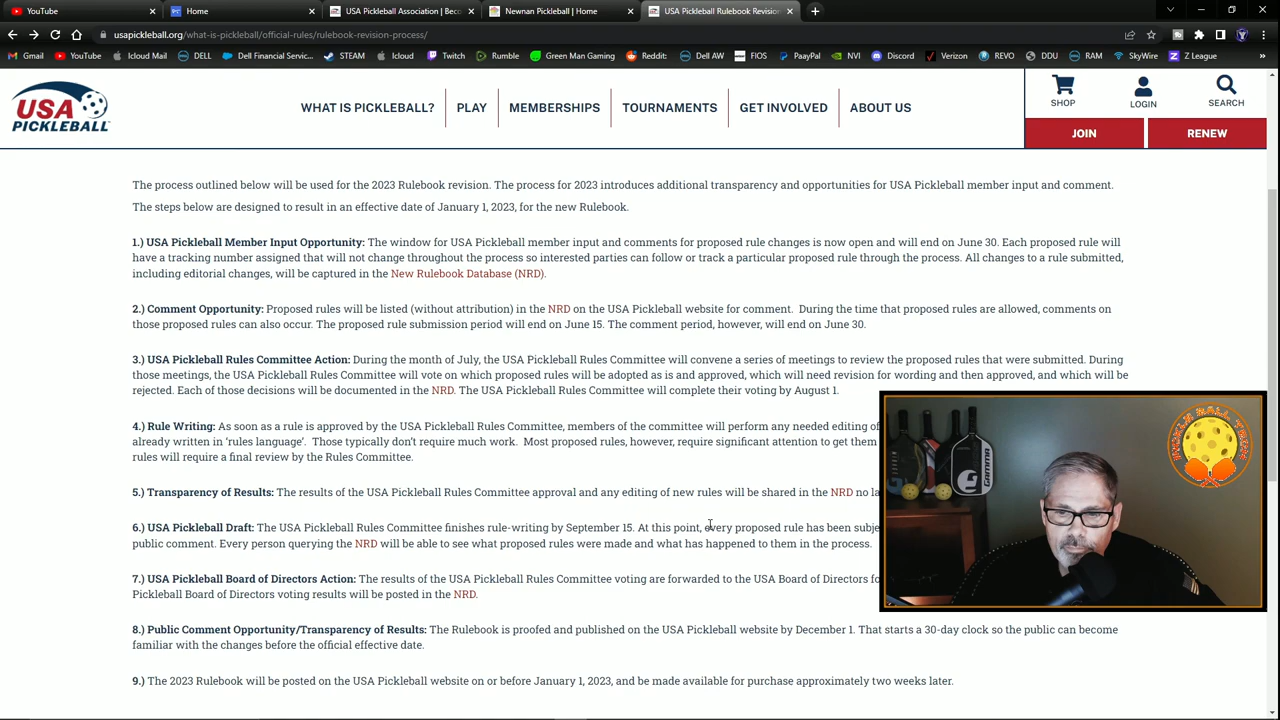 YouTube
Home
USA Pickleball Association | Bec
Newnan Pickleball | Home
USA Pickleball Rulebook Revision
usapickleball.org/what-is-pickleball/official-rules/rulebook-revision-process/
Gmail YouTube iCloud Mail DELL Dell Financial Servic... STEAM Icloud Twitch Rumble Green Man Gaming Reddit: Dell AW FIOS PaayPal NVI Discord Verizon REVO DDU RAM SkyWire Z League
USA
PICKLEBALL
WHAT IS PICKLEBALL? PLAY MEMBERSHIPS TOURNAMENTS GET INVOLVED ABOUT US
SHOP LOGIN SEARCH
JOIN RENEW
The process outlined below will be used for the 2023 Rulebook revision. The process for 2023 introduces additional transparency and opportunities for USA Pickleball member input and comment.
The steps below are designed to result in an effective date of January 1, 2023, for the new Rulebook.
1.) USA Pickleball Member Input Opportunity: The window for USA Pickleball member input and comments for proposed rule changes is now open and will end on June 30. Each proposed rule will
have a tracking number assigned that will not change throughout the process so interested parties can follow or track a particular proposed rule through the process. All changes to a rule submitted,
including editorial changes, will be captured in the New Rulebook Database (NRD).
2.) Comment Opportunity: Proposed rules will be listed (without attribution) in the NRD on the USA Pickleball website for comment. During the time that proposed rules are allowed, comments on
those proposed rules can also occur. The proposed rule submission period will end on June 15. The comment period, however, will end on June 30.
3.) USA Pickleball Rules Committee Action: During the month of July, the USA Pickleball Rules Committee will convene a series of meetings to review the proposed rules that were submitted. During
those meetings, the USA Pickleball Rules Committee will vote on which proposed rules will be adopted as is and approved, which will need revision for wording and then approved, and which will be
rejected. Each of those decisions will be documented in the NRD. The USA Pickleball Rules Committee will complete their voting by August 1.
4.) Rule Writing: As soon as a rule is approved by the USA Pickleball Rules Committee, members of the committee will perform any needed editing of
already written in ‘rules language’. Those typically don’t require much work. Most proposed rules, however, require significant attention to get them
rules will require a final review by the Rules Committee.
5.) Transparency of Results: The results of the USA Pickleball Rules Committee approval and any editing of new rules will be shared in the NRD no la
6.) USA Pickleball Draft: The USA Pickleball Rules Committee finishes rule-writing by September 15. At this point, every proposed rule has been subje
public comment. Every person querying the NRD will be able to see what proposed rules were made and what has happened to them in the process.
7.) USA Pickleball Board of Directors Action: The results of the USA Pickleball Rules Committee voting are forwarded to the USA Board of Directors fo
Pickleball Board of Directors voting results will be posted in the NRD.
8.) Public Comment Opportunity/Transparency of Results: The Rulebook is proofed and published on the USA Pickleball website by December 1. That starts a 30-day clock so the public can become
familiar with the changes before the official effective date.
9.) The 2023 Rulebook will be posted on the USA Pickleball website on or before January 1, 2023, and be made available for purchase approximately two weeks later.
GAMMA